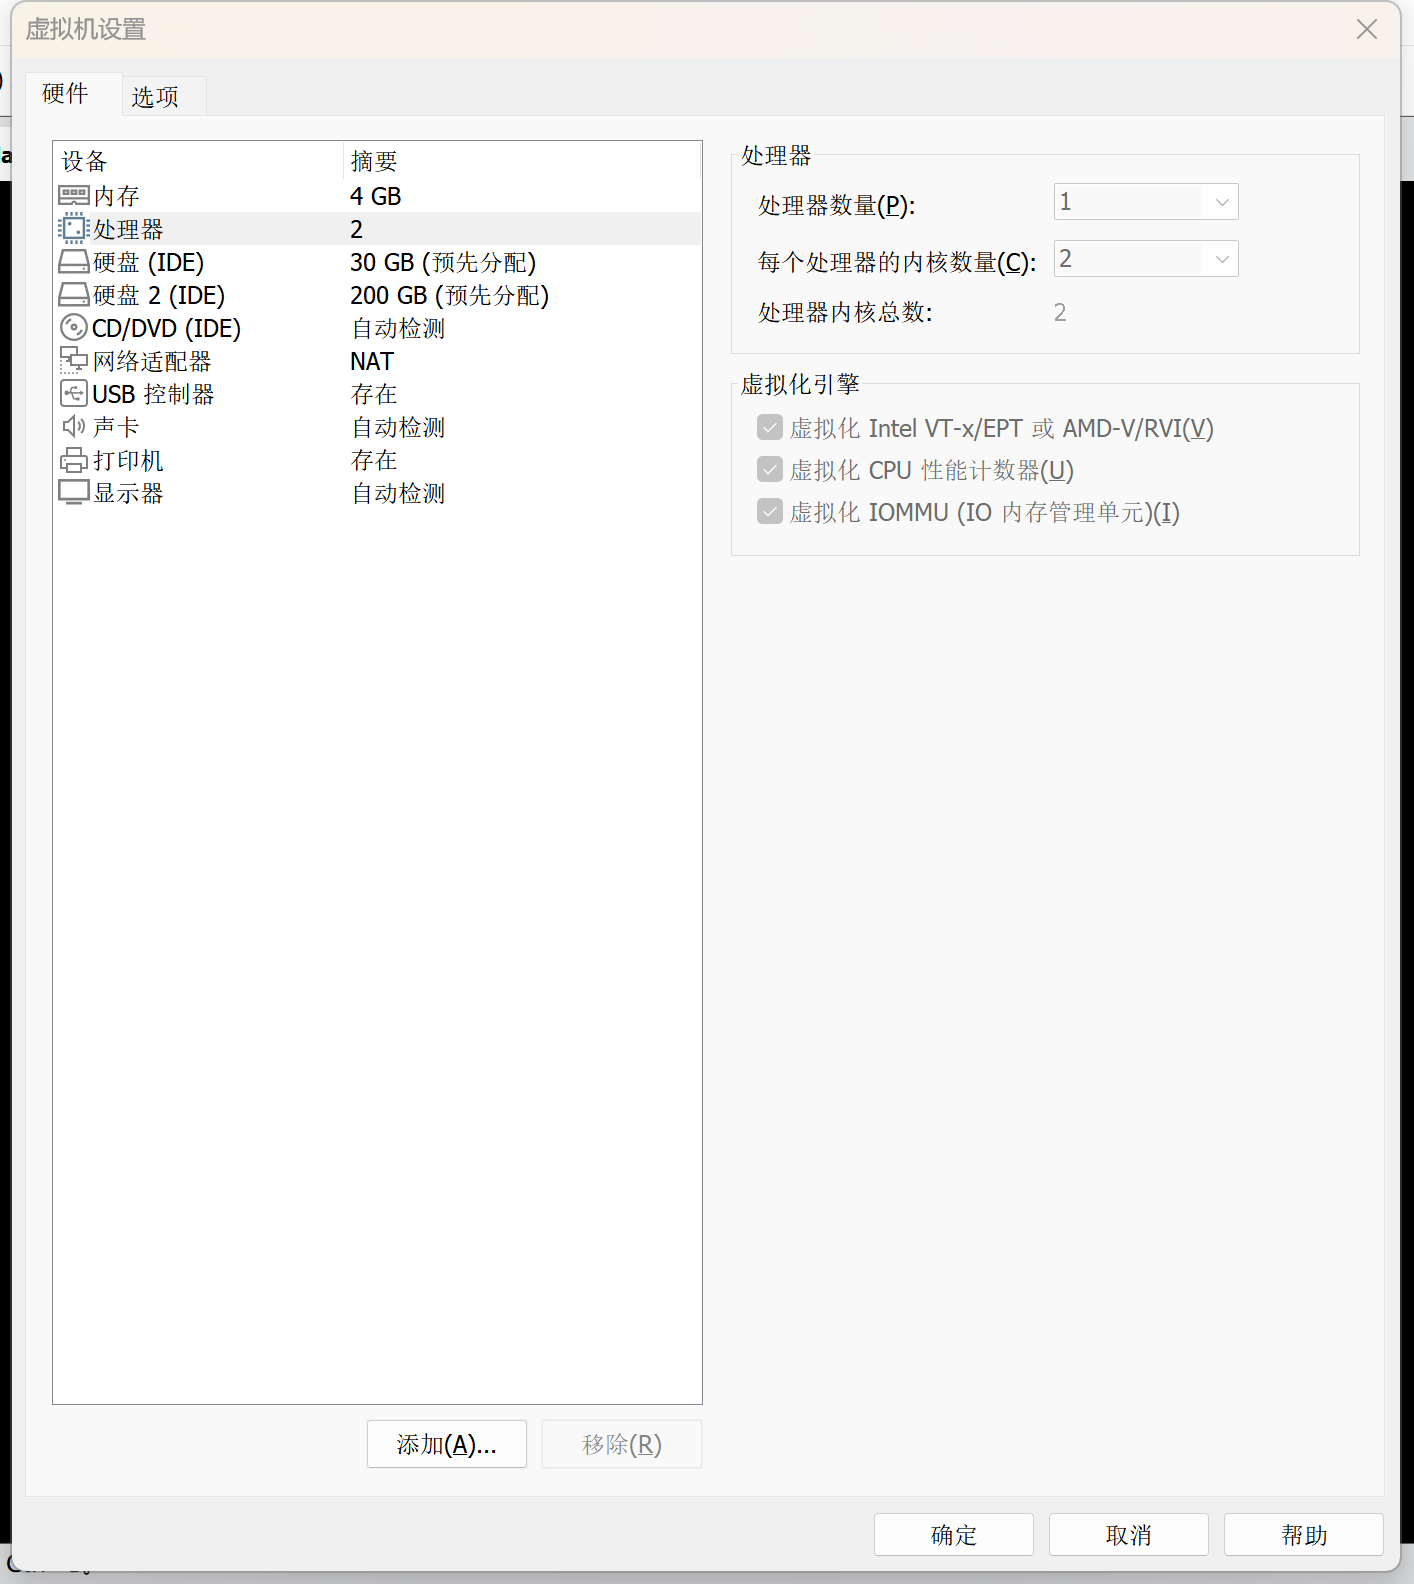 虚拟机设置
硬件
选项
设备 摘要
内存 4 GB
处理器 2
硬盘 (IDE) 30 GB (预先分配)
硬盘 2 (IDE) 200 GB (预先分配)
CD/DVD (IDE) 自动检测
网络适配器 NAT
USB 控制器 存在
声卡 自动检测
打印机 存在
显示器 自动检测
添加(A)...
移除(R)
处理器
处理器数量(P): 1
每个处理器的内核数量(C): 2
处理器内核总数: 2
虚拟化引擎
虚拟化 Intel VT-x/EPT 或 AMD-V/RVI(V)
虚拟化 CPU 性能计数器(U)
虚拟化 IOMMU (IO 内存管理单元)(I)
确定
取消
帮助